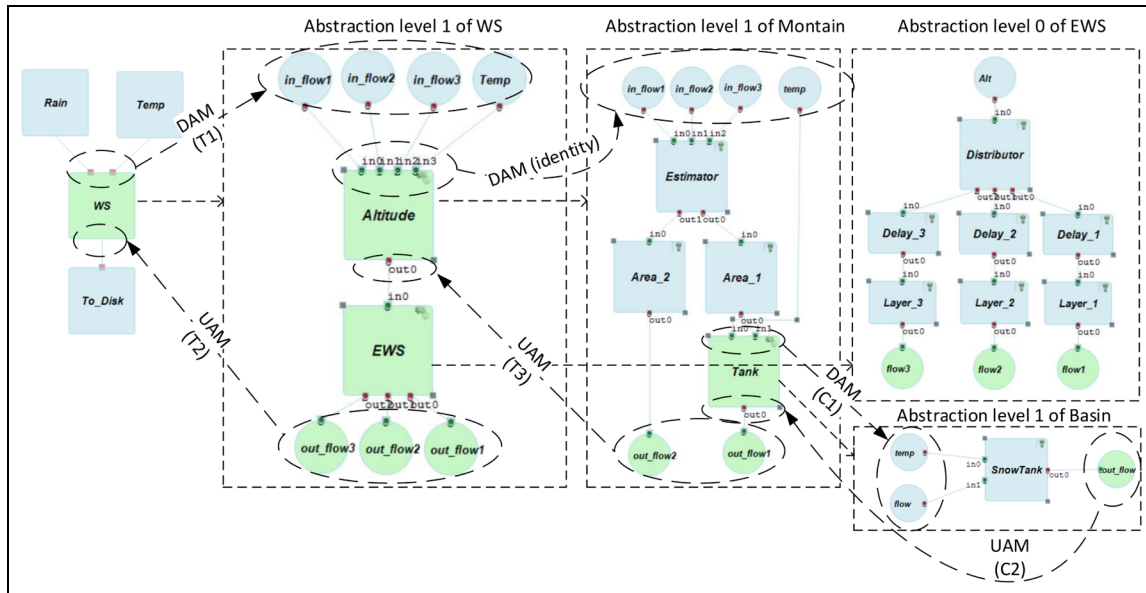 Abstraction level 1 of WS
Abstraction level 1 of Montain
Abstraction level 0 of EWS
Rain
Temp
DAM
(T1)
WS
To_Disk
UAM
(T2)
in_flow1
in_flow2
in_flow3
Temp
in0 in1 in2 in3
Altitude
out0
in0
EWS
out2 out1 out0
out_flow3
out_flow2
out_flow1
DAM (identity)
UAM
(T3)
in_flow1
in_flow2
in_flow3
temp
in0 in1 in2
Estimator
out1 out0
in0
in0
Area_2
Area_1
out0
out0
in0 in1
Tank
out0
out_flow2
out_flow1
DAM
(C1)
Alt
in0
Distributor
out2 out1 out0
in0
in0
in0
Delay_3
Delay_2
Delay_1
out0
out0
out0
in0
in0
in0
Layer_3
Layer_2
Layer_1
out0
out0
out0
flow3
flow2
flow1
Abstraction level 1 of Basin
temp
flow
in0
in1
SnowTank
out0
out_flow
UAM
(C2)